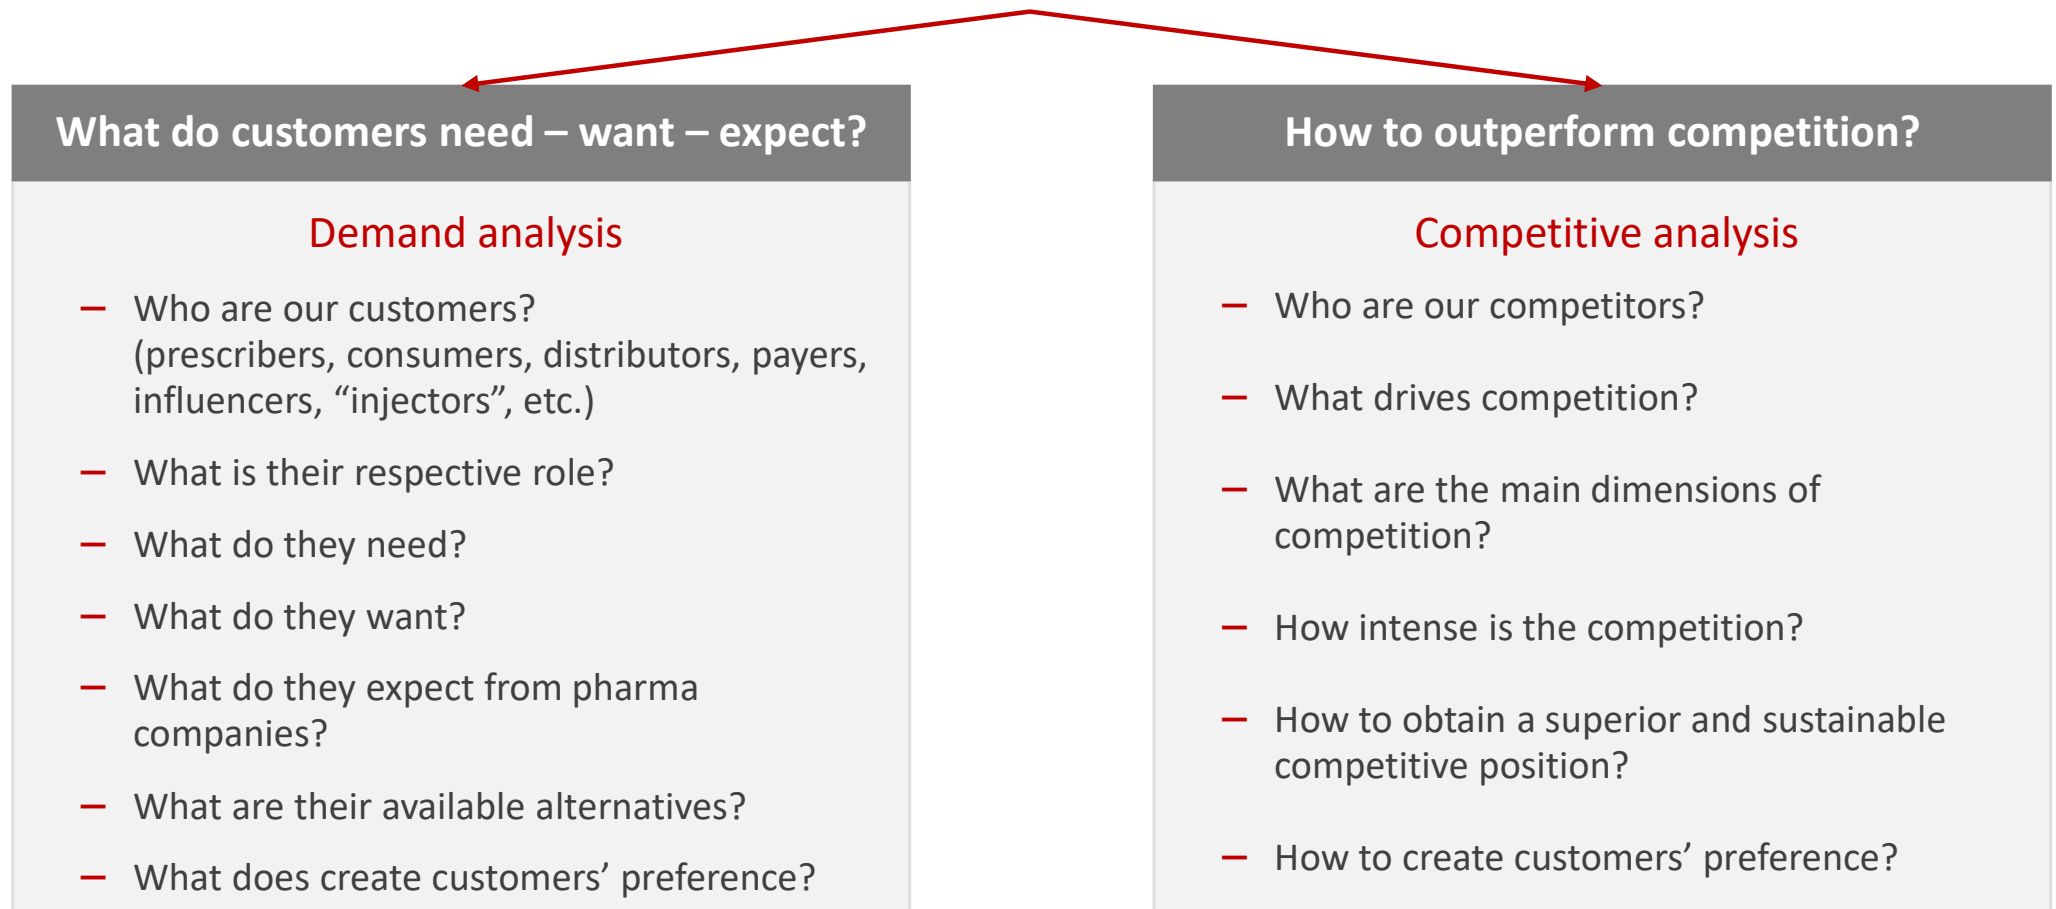 What do customers need – want – expect?
Demand analysis
– Who are our customers?
(prescribers, consumers, distributors, payers,
influencers, “injectors”, etc.)
– What is their respective role?
– What do they need?
– What do they want?
– What do they expect from pharma
companies?
– What are their available alternatives?
– What does create customers’ preference?
How to outperform competition?
Competitive analysis
– Who are our competitors?
– What drives competition?
– What are the main dimensions of
competition?
– How intense is the competition?
– How to obtain a superior and sustainable
competitive position?
– How to create customers’ preference?